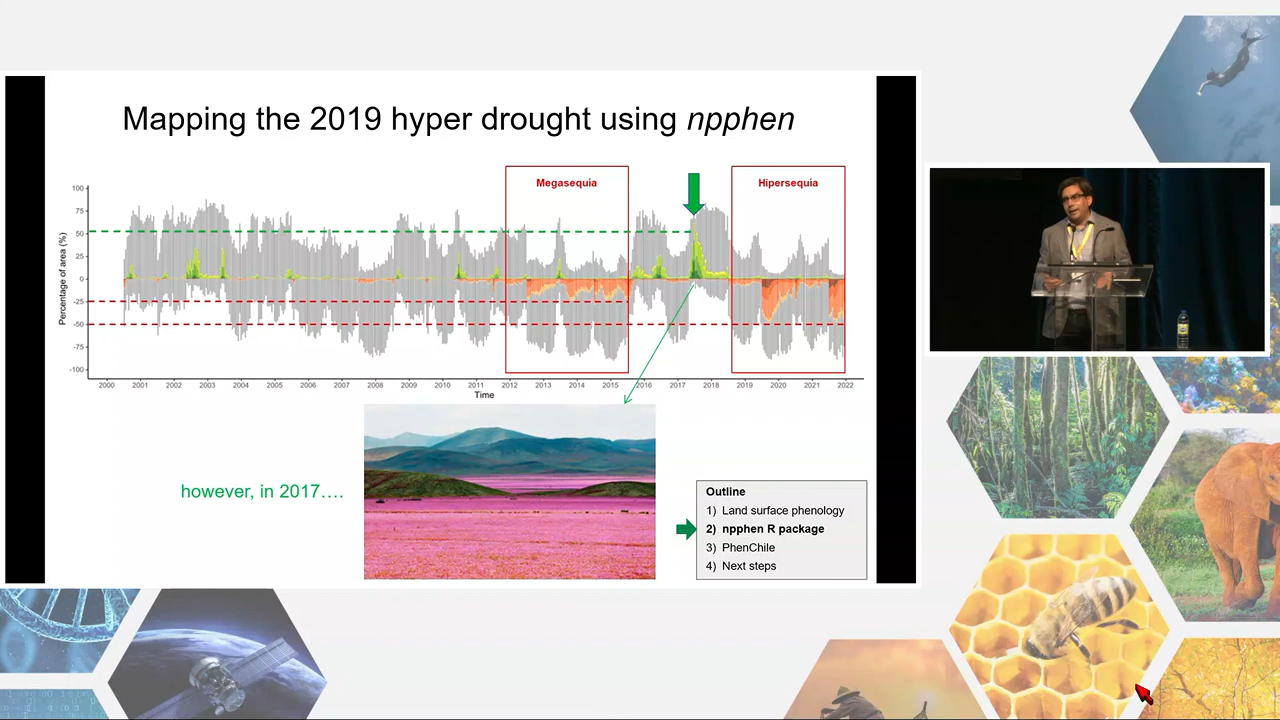 Mapping the 2019 hyper drought using npphen
Megasequía
Hipersequía
Percentage of area (%)
100
75
50
25
0
-25
-50
-75
-100
2000 2001 2002 2003 2004 2005 2006 2007 2008 2009 2010 2011 2012 2013 2014 2015 2016 2017 2018 2019 2020 2021 2022
Time
however, in 2017….
Outline
1) Land surface phenology
2) npphen R package
3) PhenChile
4) Next steps